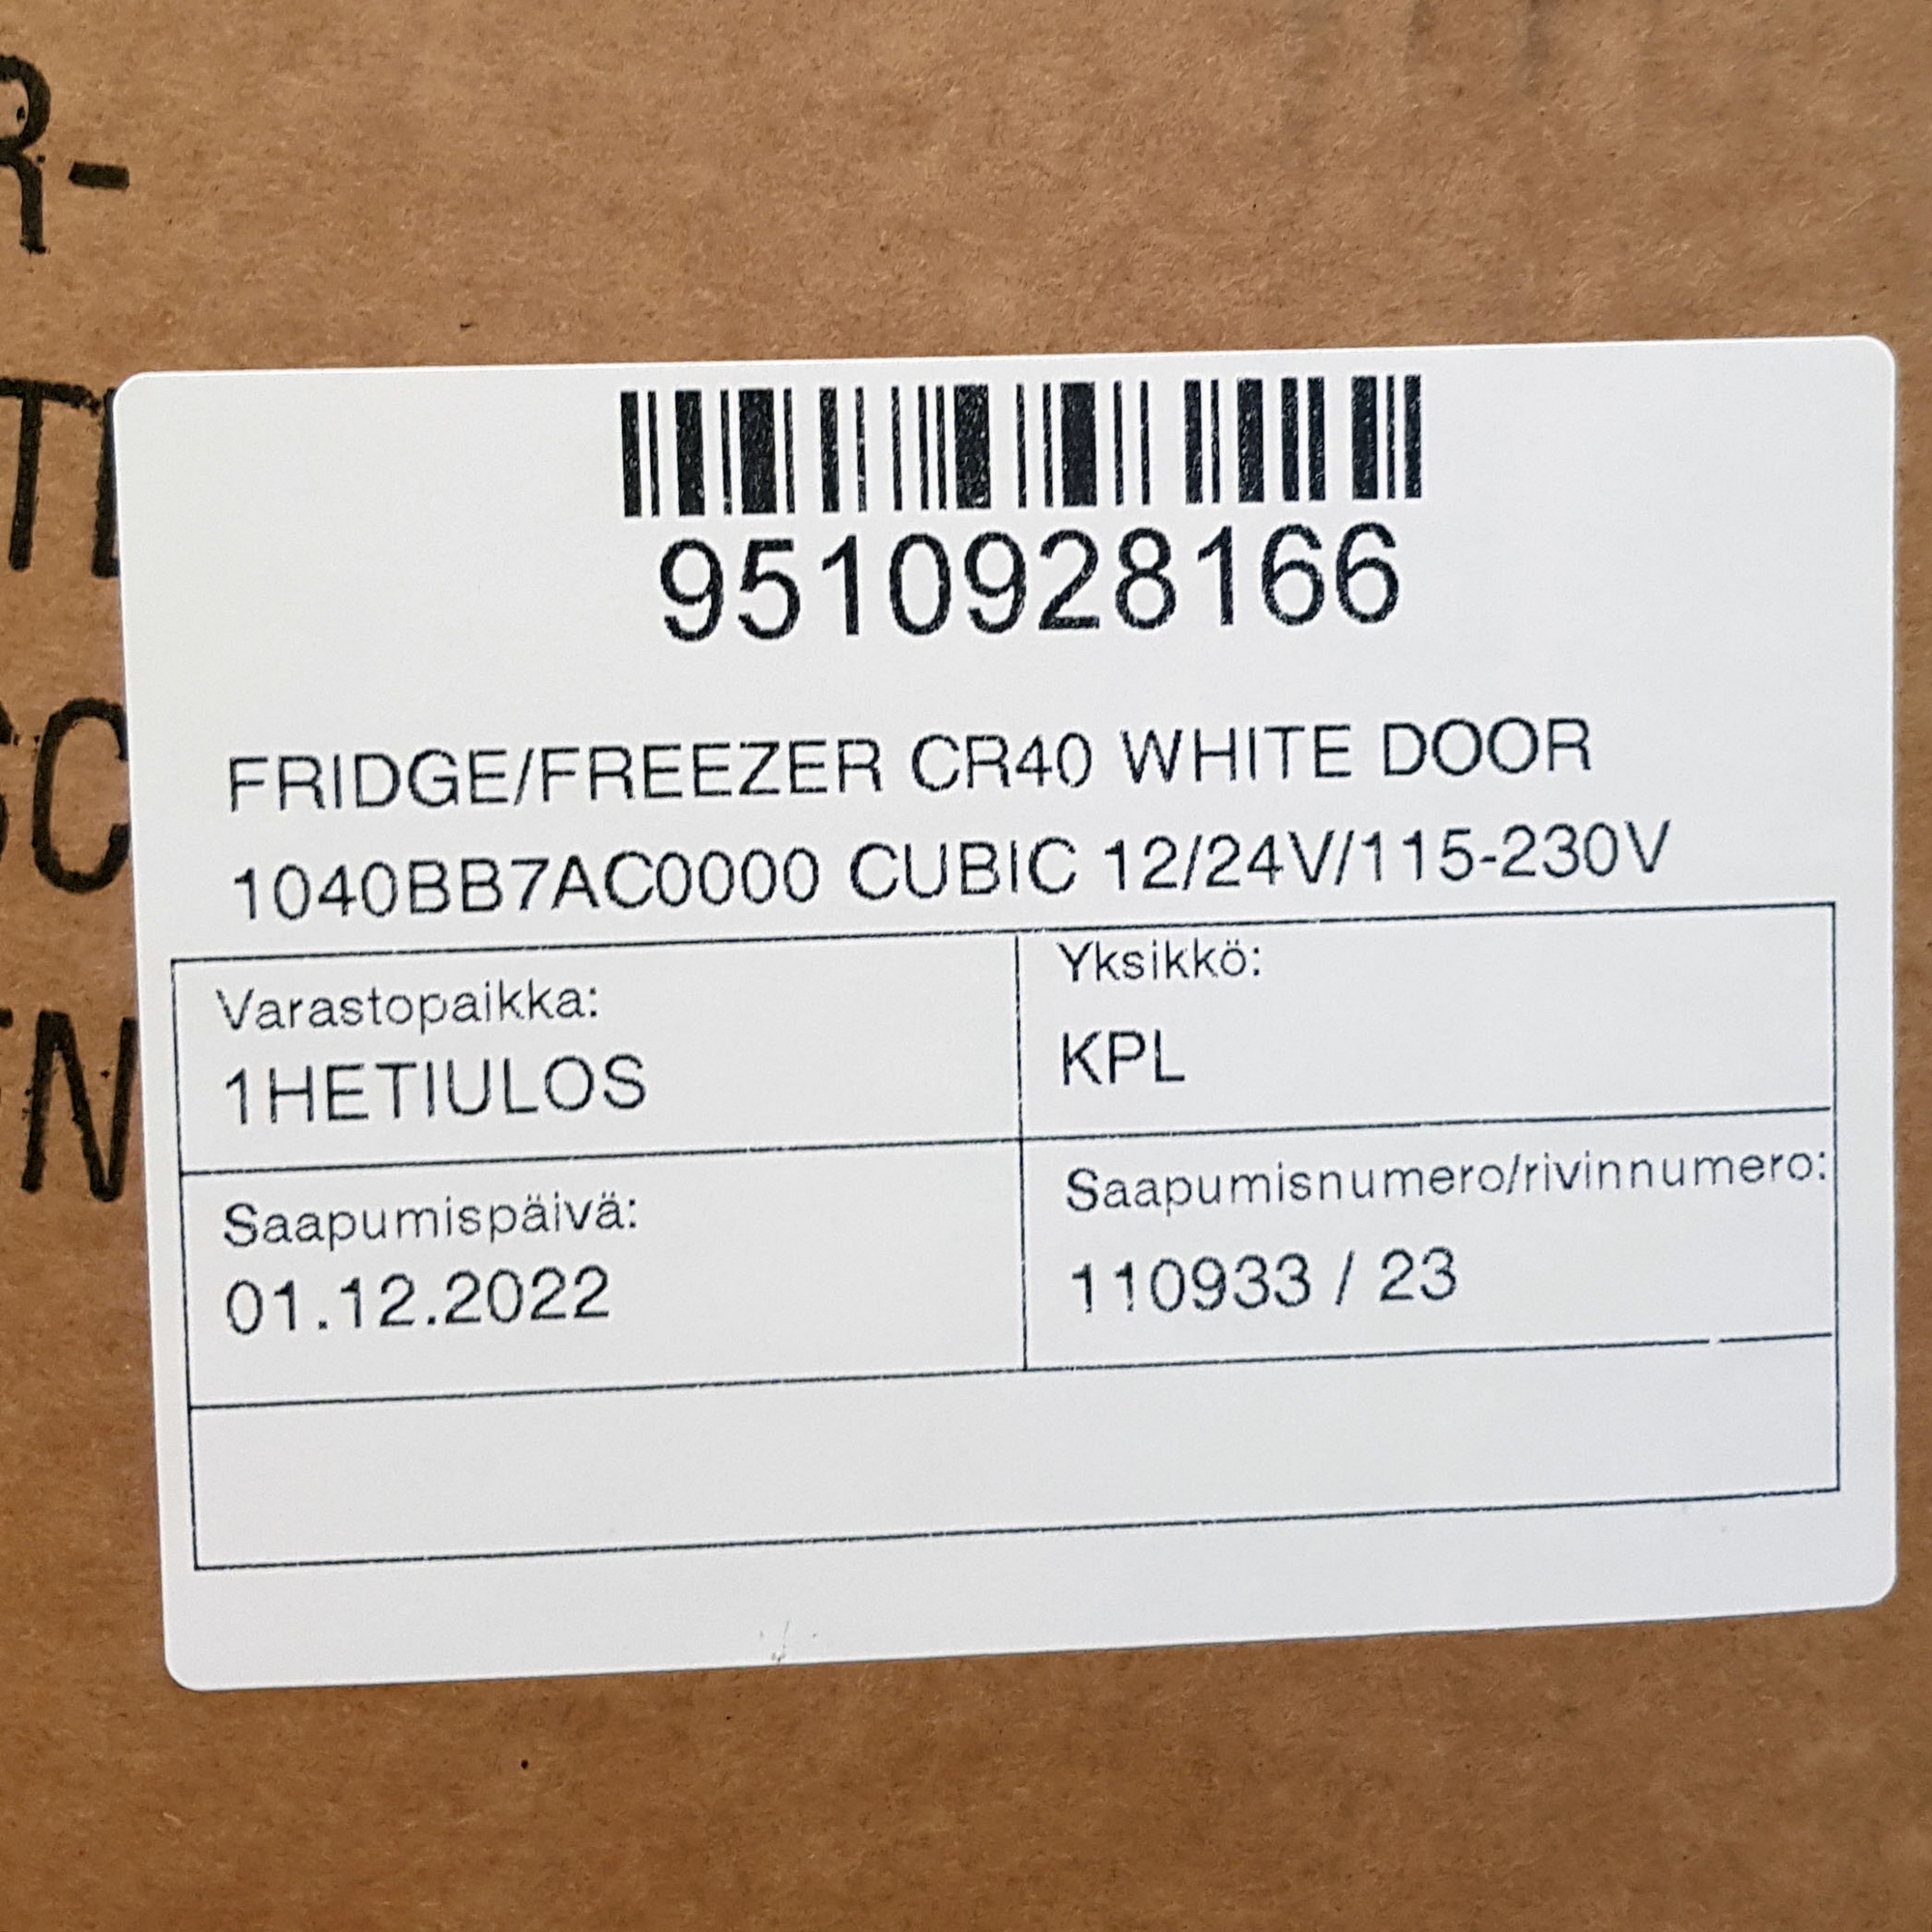 9510928166
FRIDGE/FREEZER CR40 WHITE DOOR
1040BB7AC0000 CUBIC 12/24V/115-230V
Varastopaikka:
1HETIULOS
Yksikkö:
KPL
Saapumispäivä:
01.12.2022
Saapumisnumero/rivinnumero:
110933 / 23